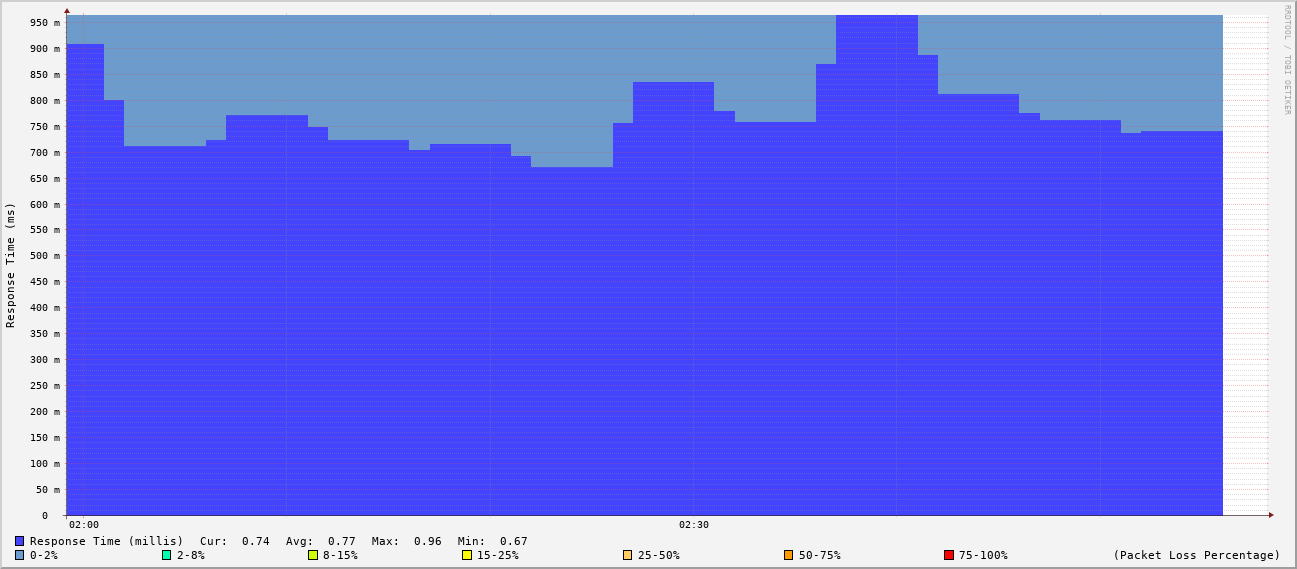 RRDTOOL / TOBI OETIKER
950 m
900 m
850 m
800 m
750 m
700 m
650 m
600 m
550 m
500 m
450 m
400 m
350 m
300 m
250 m
200 m
150 m
100 m
50 m
0
Response Time (ms)
02:00 02:30
Response Time (millis) Cur: 0.74 Avg: 0.77 Max: 0.96 Min: 0.67
0-2% 2-8% 8-15% 15-25% 25-50% 50-75% 75-100% (Packet Loss Percentage)